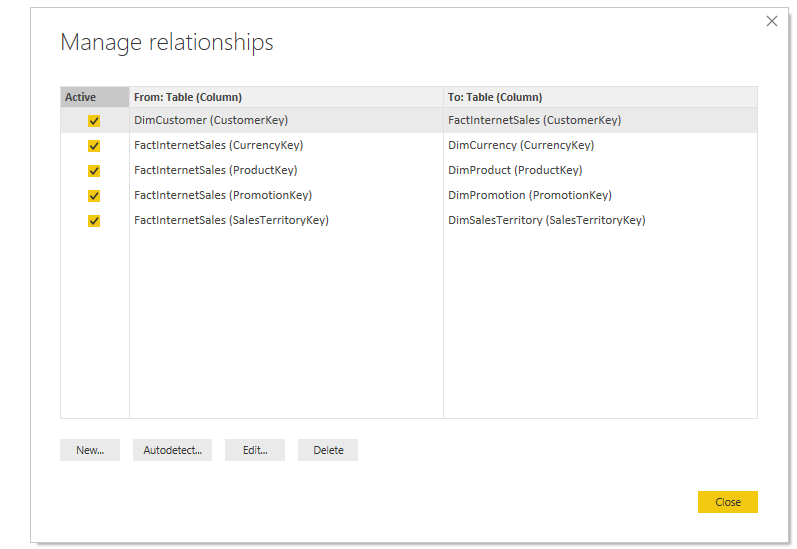 Manage relationships
Active From: Table (Column) To: Table (Column)
DimCustomer (CustomerKey) FactInternetSales (CustomerKey)
FactInternetSales (CurrencyKey) DimCurrency (CurrencyKey)
FactInternetSales (ProductKey) DimProduct (ProductKey)
FactInternetSales (PromotionKey) DimPromotion (PromotionKey)
FactInternetSales (SalesTerritoryKey) DimSalesTerritory (SalesTerritoryKey)
New... Autodetect... Edit... Delete
Close